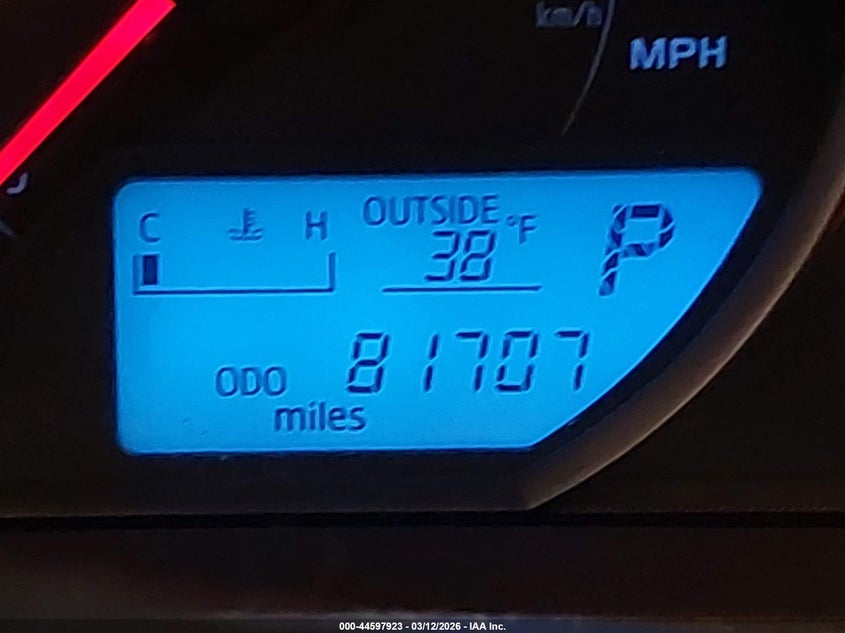 km/h
MPH
C H OUTSIDE
38 °F P
ODO 81707
miles
000-44597923 - 03/12/2026 - IAA Inc.